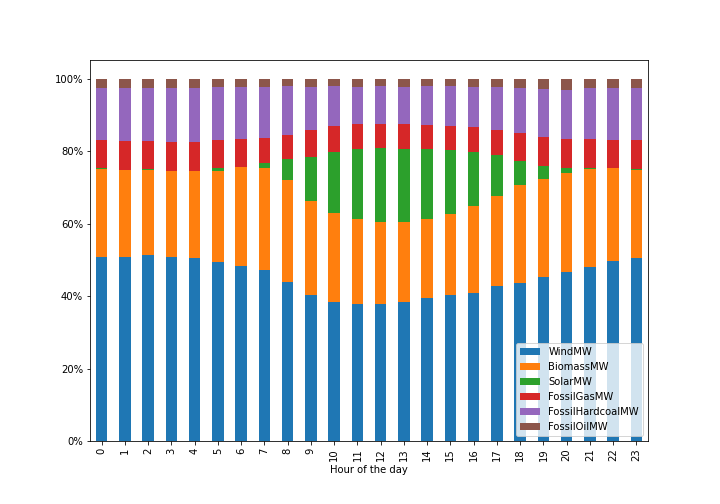 100%
80%
60%
40%
20%
0%
WindMW
BiomassMW
SolarMW
FossilGasMW
FossilHardcoalMW
FossilOilMW
0 1 2 3 4 5 6 7 8 9 10 11 12 13 14 15 16 17 18 19 20 21 22 23
Hour of the day